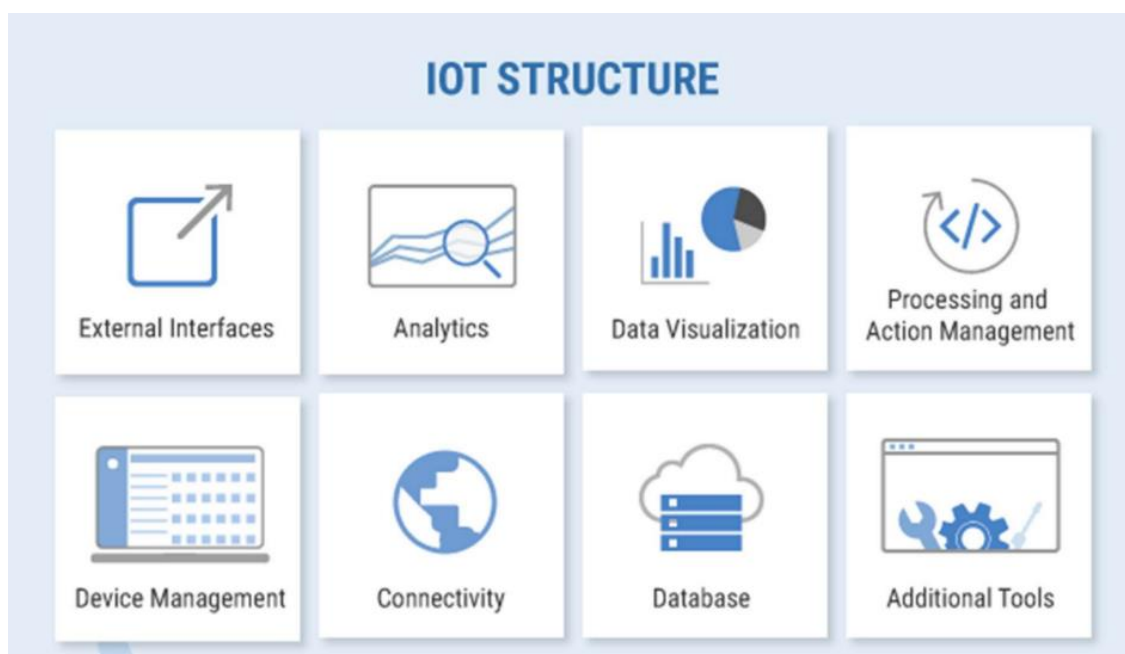 IOT STRUCTURE
External Interfaces
Analytics
Data Visualization
Processing and
Action Management
Device Management
Connectivity
Database
Additional Tools